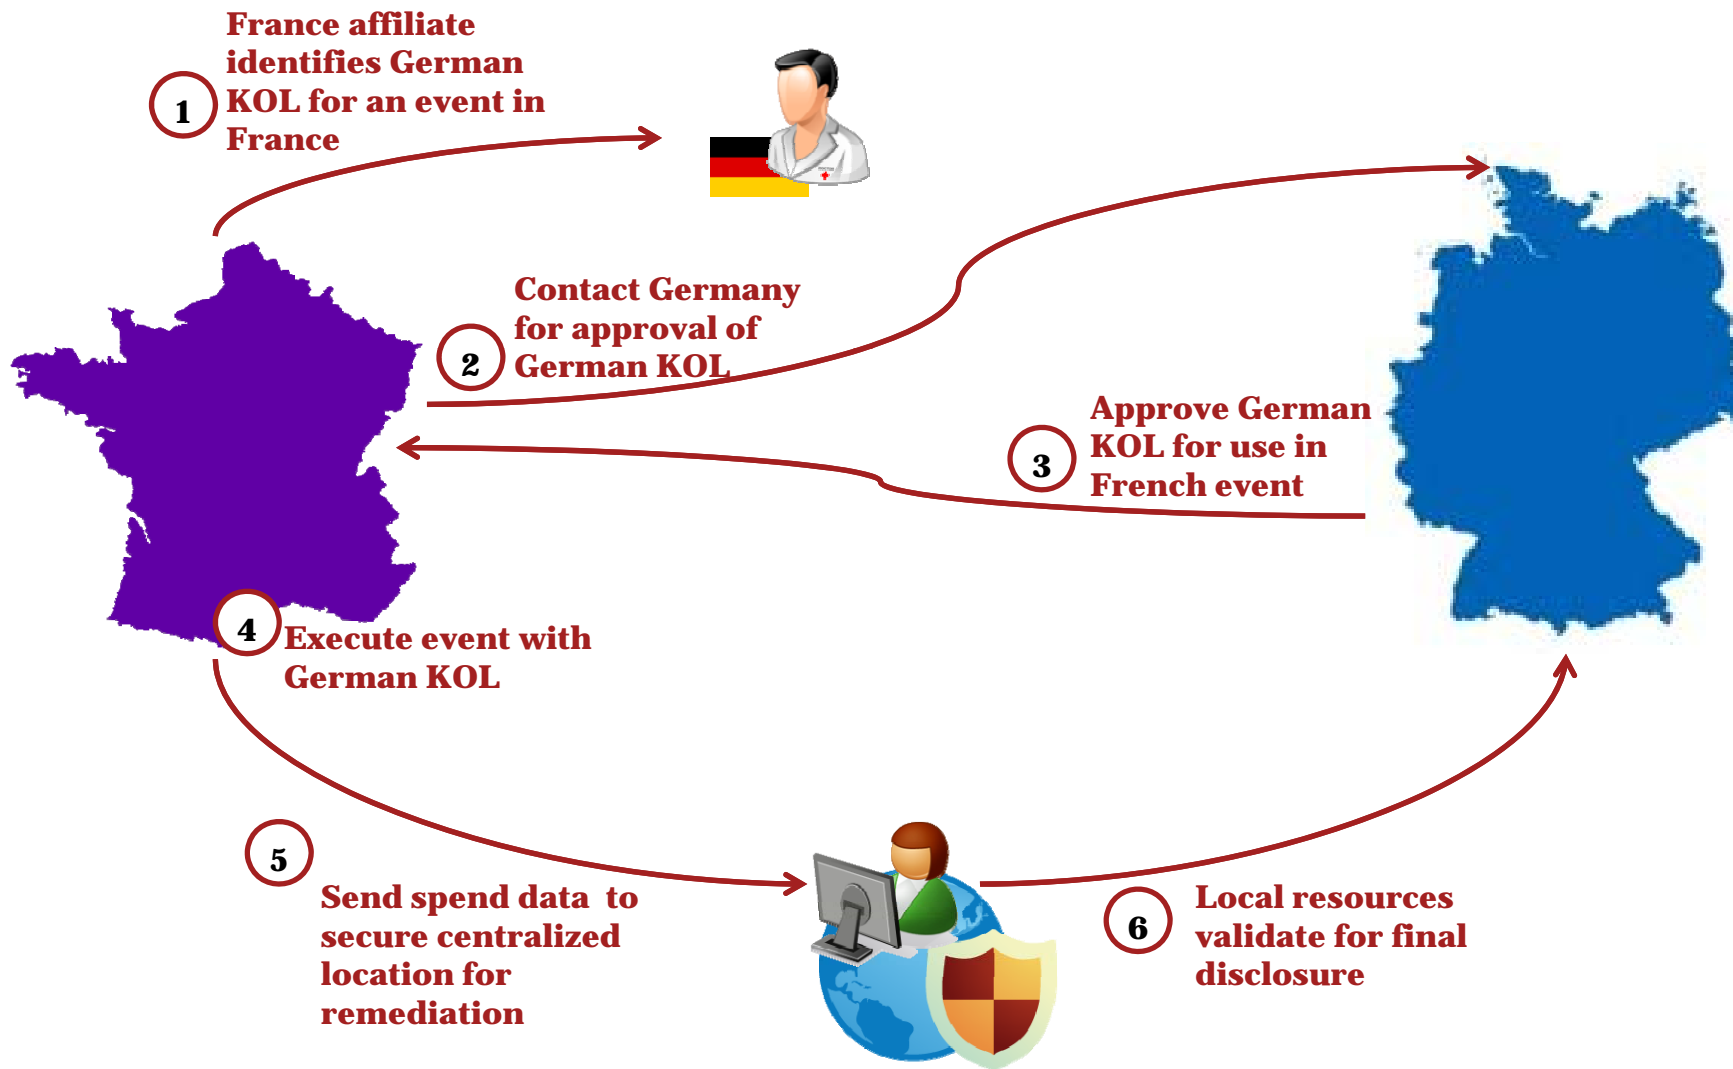 1
France affiliate
identifies German
KOL for an event in
France
2
Contact Germany
for approval of
German KOL
3
Approve German
KOL for use in
French event
4
Execute event with
German KOL
5
Send spend data  to
secure centralized
location for
remediation
6
Local resources
validate for final
disclosure